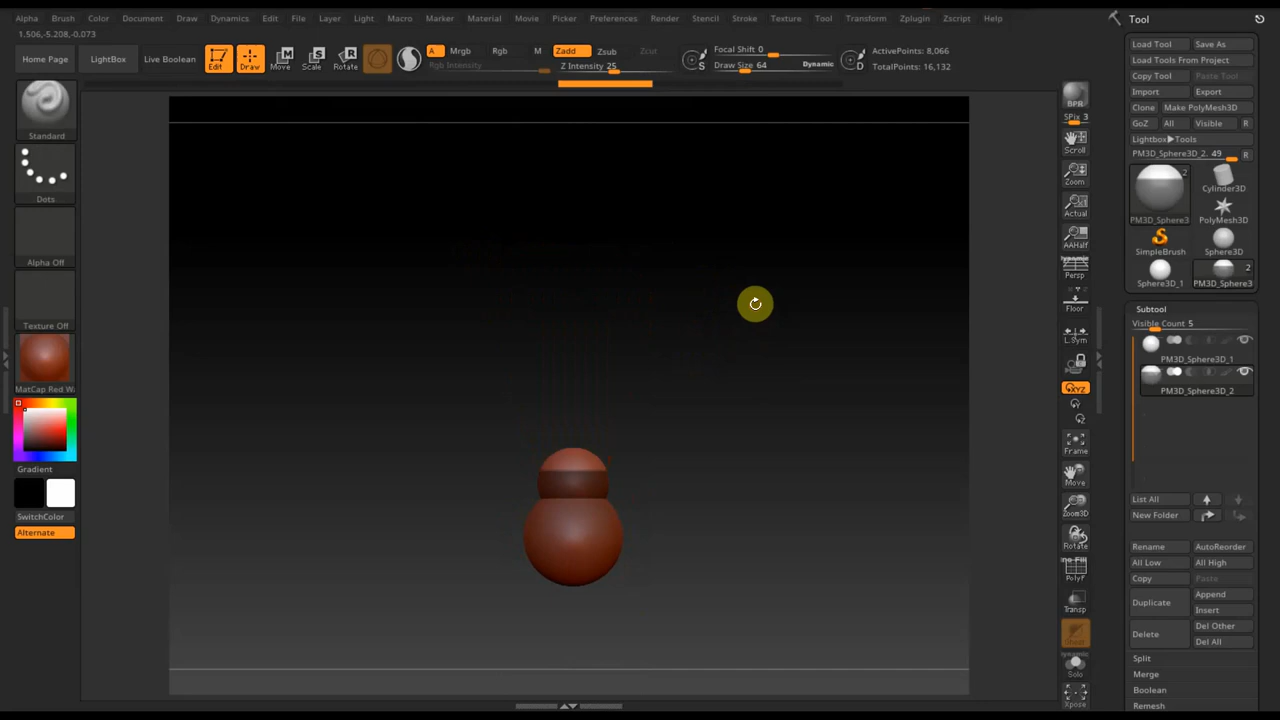 Alpha Brush Color Document Draw Dynamics Edit File Layer Light Macro Marker Material Movie Picker Preferences Render Stencil Stroke Texture Tool Transform Zplugin Zscript Help
Tool
1.506,-5.208,-0.073
Home Page LightBox Live Boolean
Edit Draw Move Scale Rotate
A Mrgb Rgb M
Rgb Intensity
Zadd Zsub Zcut
Z Intensity 25
Focal Shift 0
Draw Size 64 Dynamic
S
D
ActivePoints: 8,066
TotalPoints: 16,132
Standard
Dots
Alpha Off
Texture Off
MatCap Red Wa
Gradient
SwitchColor
Alternate
BPR
SPix 3
Scroll
Zoom
Actual
AAHalf
Persp
Floor
L.Sym
XYZ
Frame
Move
Zoom3D
Rotate
PolyF
Transp
Solo
Xpose
Load Tool Save As
Load Tools From Project
Copy Tool Paste Tool
Import Export
Clone Make PolyMesh3D
GoZ All Visible R
Lightbox▶Tools
PM3D_Sphere3D_2. 49 R
2
PM3D_Sphere3
Cylinder3D
PolyMesh3D
SimpleBrush Sphere3D
2
Sphere3D_1 PM3D_Sphere3
Subtool
Visible Count 5
PM3D_Sphere3D_1
PM3D_Sphere3D_2
List All
New Folder
Rename AutoReorder
All Low All High
Copy Paste
Duplicate Append
Insert
Delete Del Other
Del All
Split
Merge
Boolean
Remesh